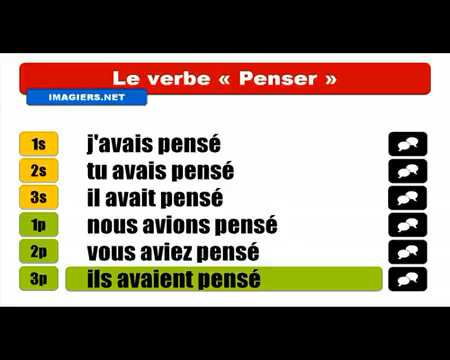 Le verbe « Penser »
IMAGIERS.NET
1s j'avais pensé
2s tu avais pensé
3s il avait pensé
1p nous avions pensé
2p vous aviez pensé
3p ils avaient pensé